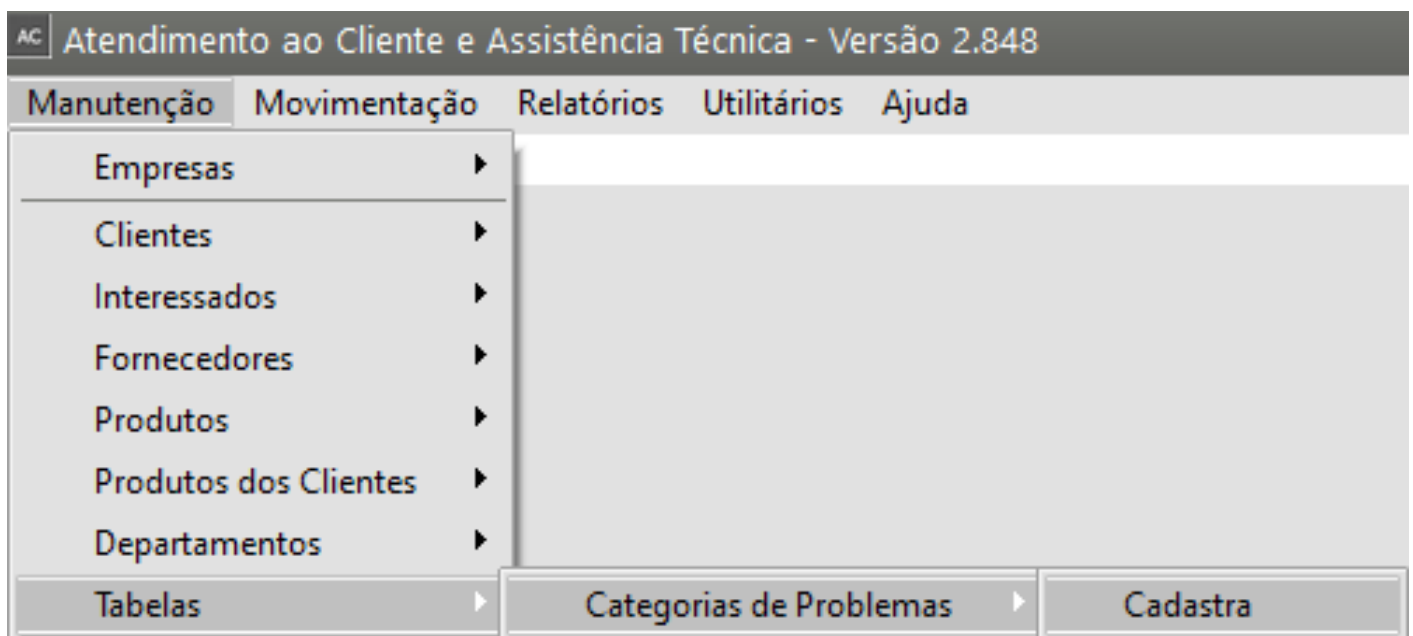 AC Atendimento ao Cliente e Assistência Técnica - Versão 2.848
Manutenção Movimentação Relatórios Utilitários Ajuda
Empresas
Clientes
Interessados
Fornecedores
Produtos
Produtos dos Clientes
Departamentos
Tabelas Categorias de Problemas Cadastra